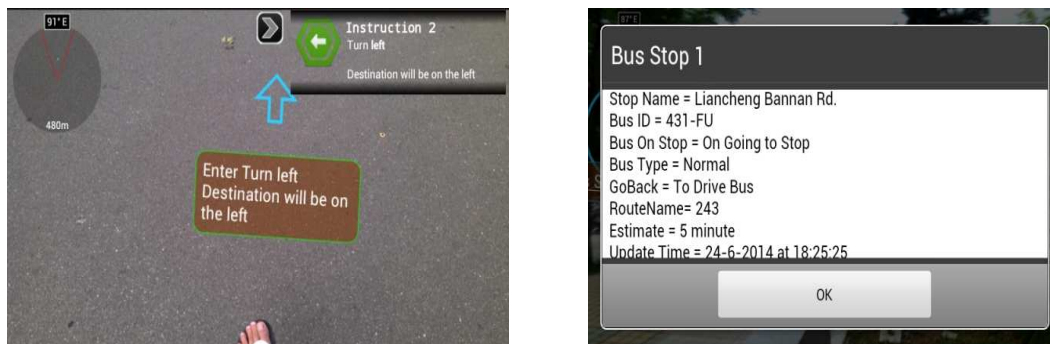 91°E
480m
Instruction 2
Turn left
Destination will be on the left
Enter Turn left
Destination will be on
the left
87°E
Bus Stop 1
Stop Name = Liancheng Bannan Rd.
Bus ID = 431-FU
Bus On Stop = On Going to Stop
Bus Type = Normal
GoBack = To Drive Bus
RouteName= 243
Estimate = 5 minute
Update Time = 24-6-2014 at 18:25:25
OK